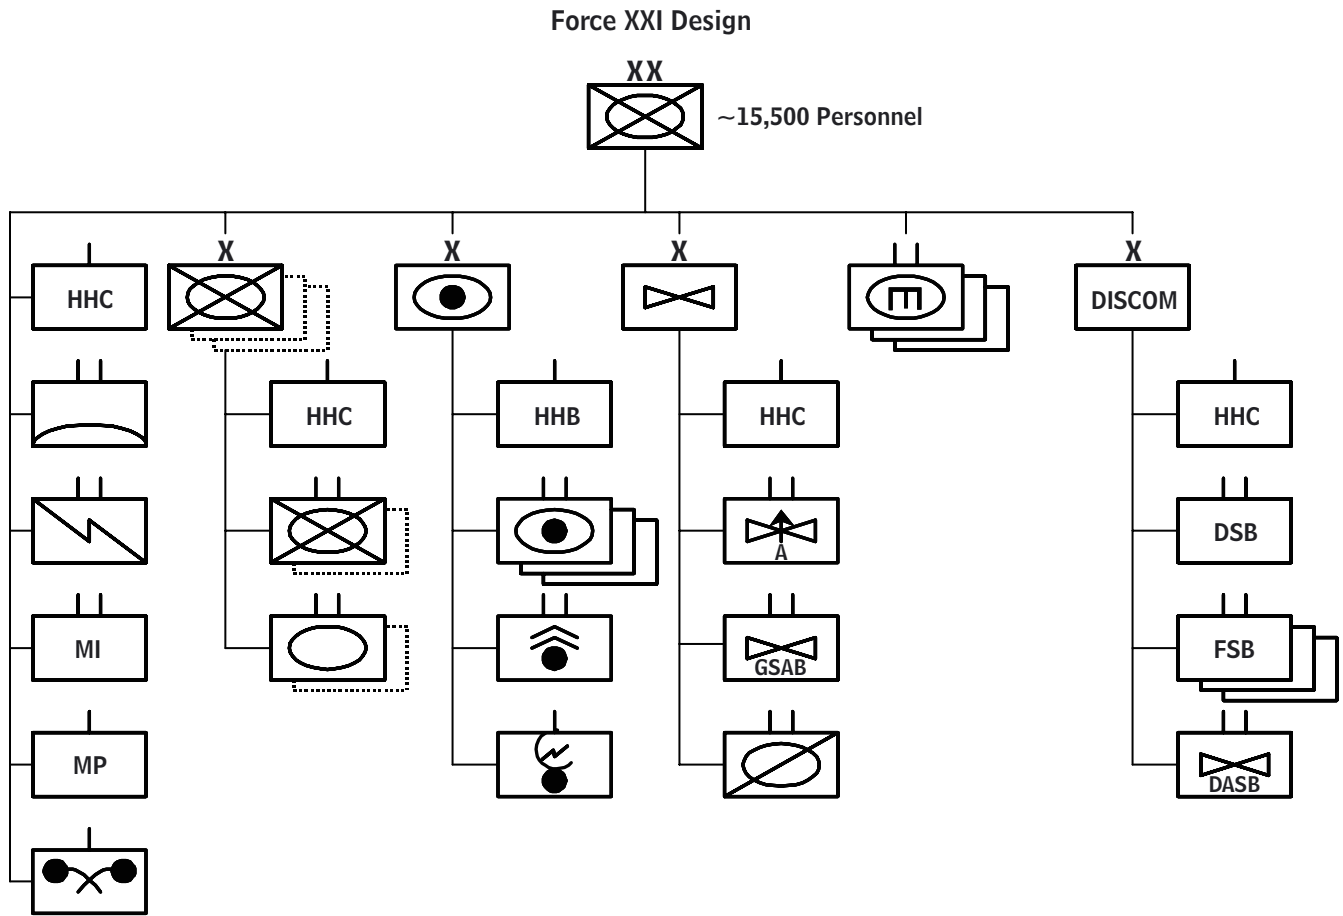 Force XXI Design
XX
~15,500 Personnel
X
X
X
X
HHC
DISCOM
HHC
HHB
HHC
HHC
A
DSB
MI
GSAB
FSB
MP
DASB